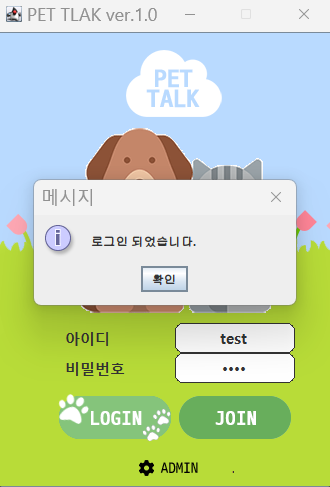 PET TLAK ver.1.0
PET
TALK
메시지
로그인 되었습니다.
확인
아이디 test
비밀번호 ••••
LOGIN JOIN
ADMIN .